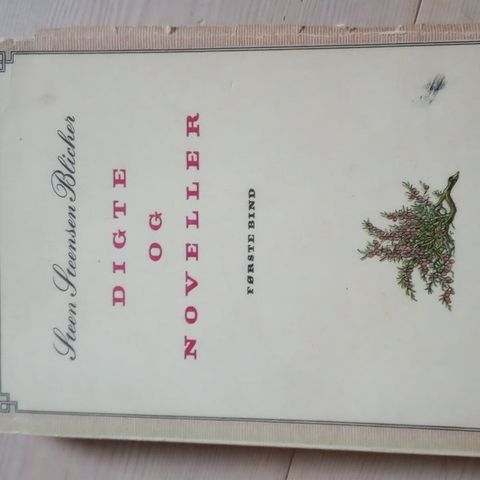 Steen Steensen Blicher
DIGTE
OG
NOVELLER
FØRSTE BIND